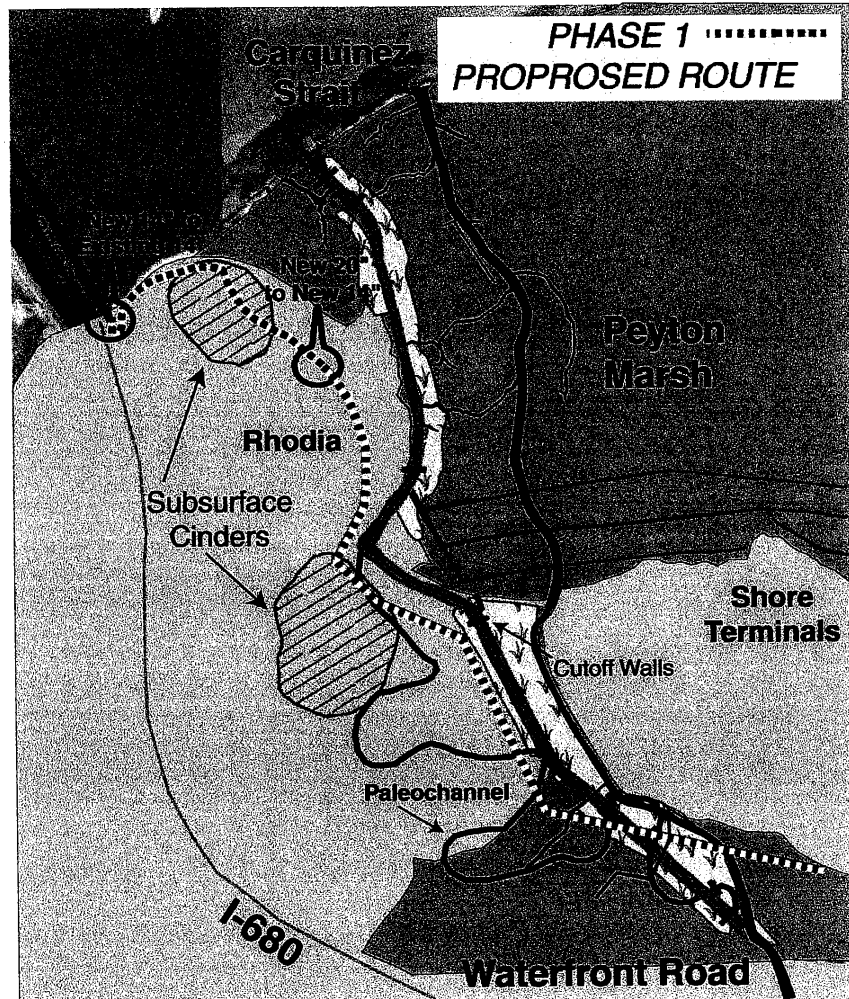 PHASE 1
PROPROSED ROUTE
Carquinez
Strait
New 20"
to New 14"
Peyton
Marsh
Rhodia
Subsurface
Cinders
Shore
Terminals
Cutoff Walls
Paleochannel
I-680
Waterfront Road